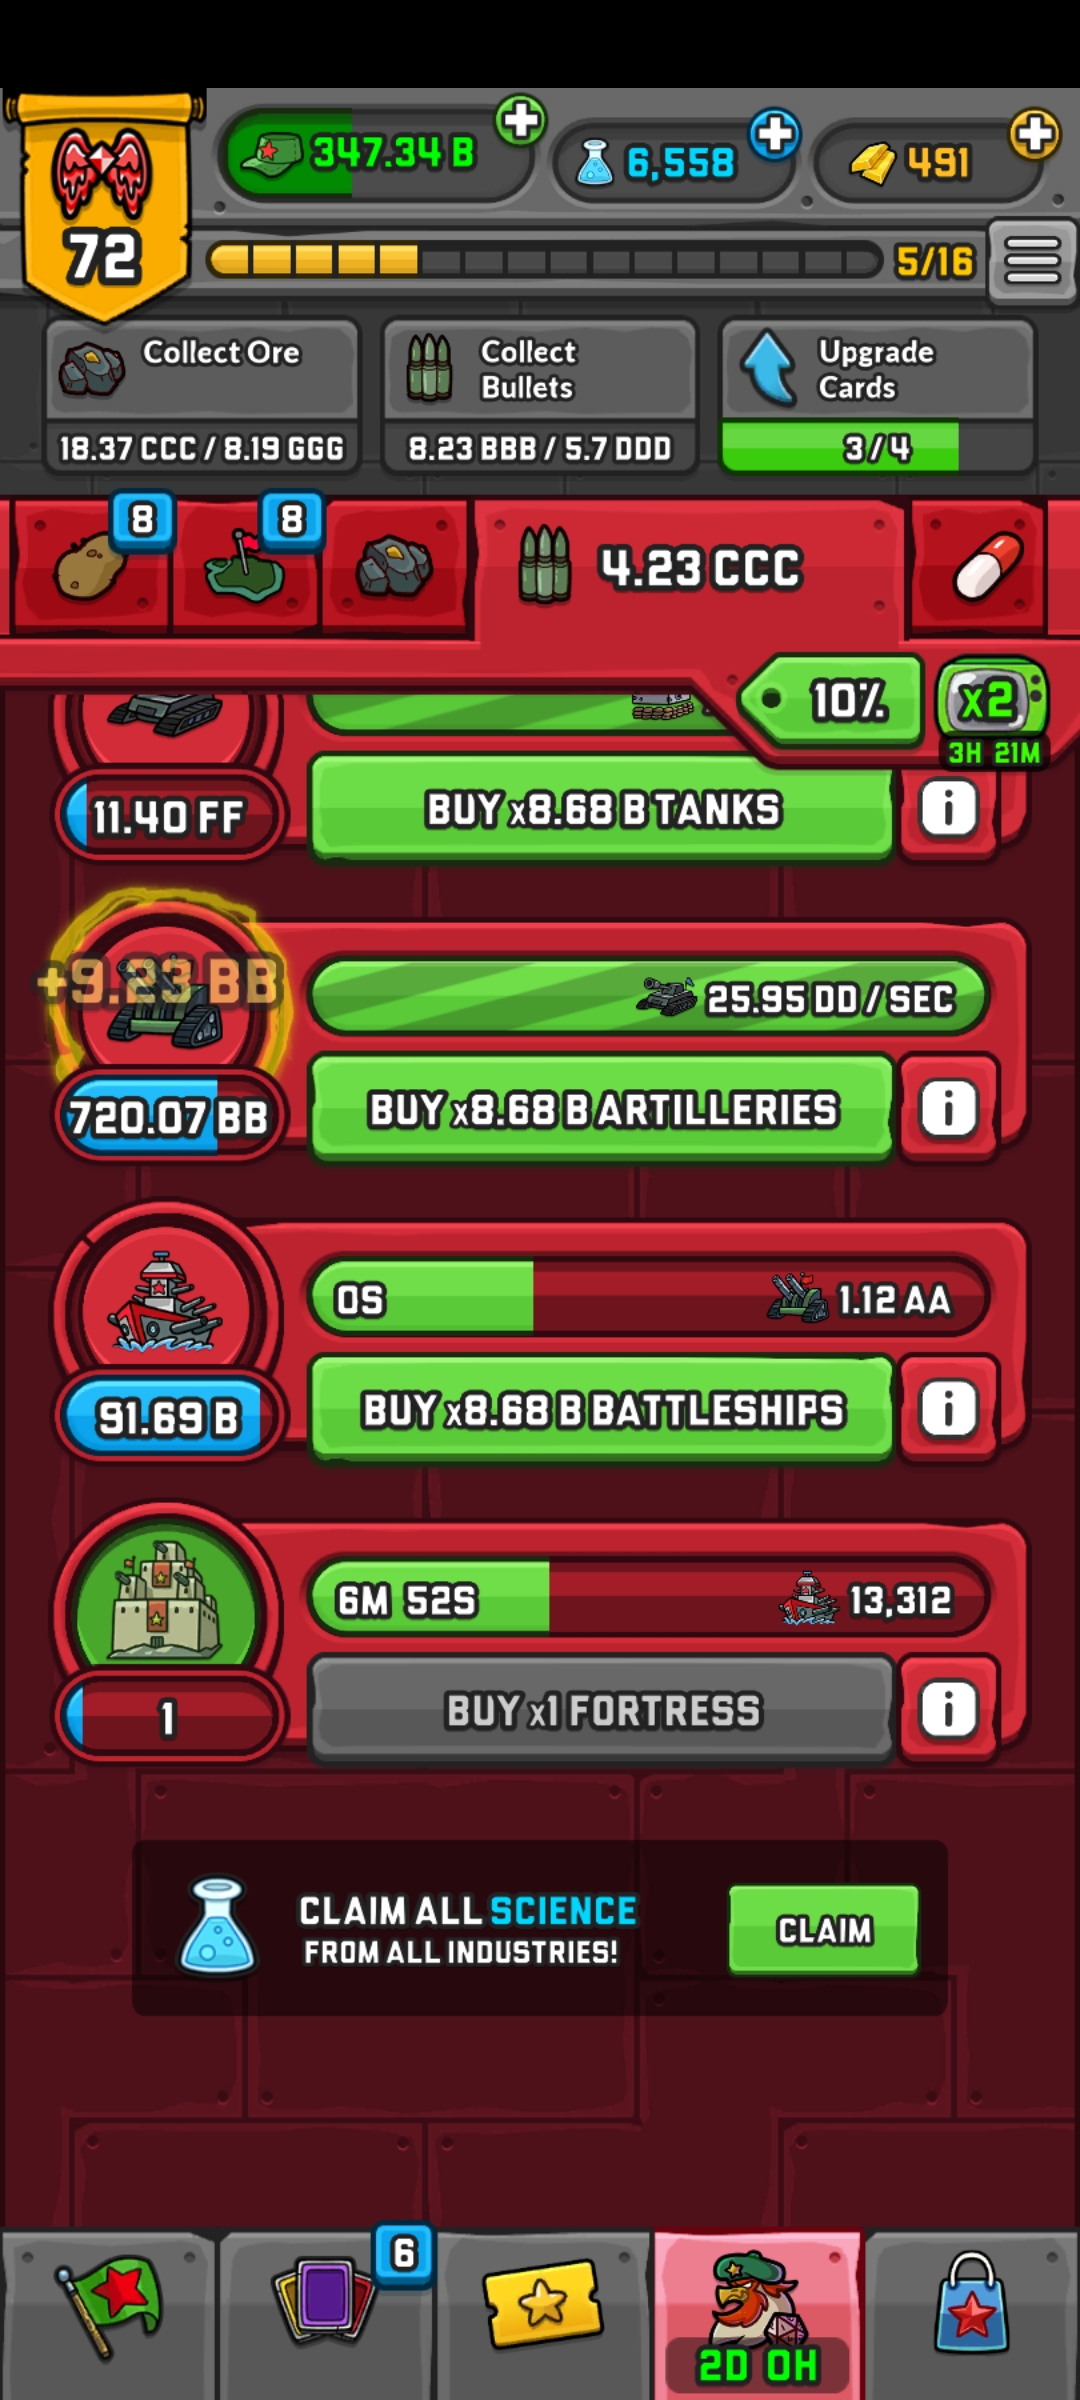 347.34 B
6,558
491
72
5/16
Collect Ore
18.37 CCC / 8.19 GGG
Collect
Bullets
8.23 BBB / 5.7 DDD
Upgrade
Cards
3/4
8
8
4.23 CCC
10%
x2
3H 21M
11.40 FF
BUY x8.68 B TANKS
+9.23 BB
25.95 DD / SEC
720.07 BB
BUY x8.68 B ARTILLERIES
0S
1.12 AA
91.69 B
BUY x8.68 B BATTLESHIPS
6M 52S
13,312
1
BUY x1 FORTRESS
CLAIM ALL SCIENCE
FROM ALL INDUSTRIES!
CLAIM
6
2D 0H